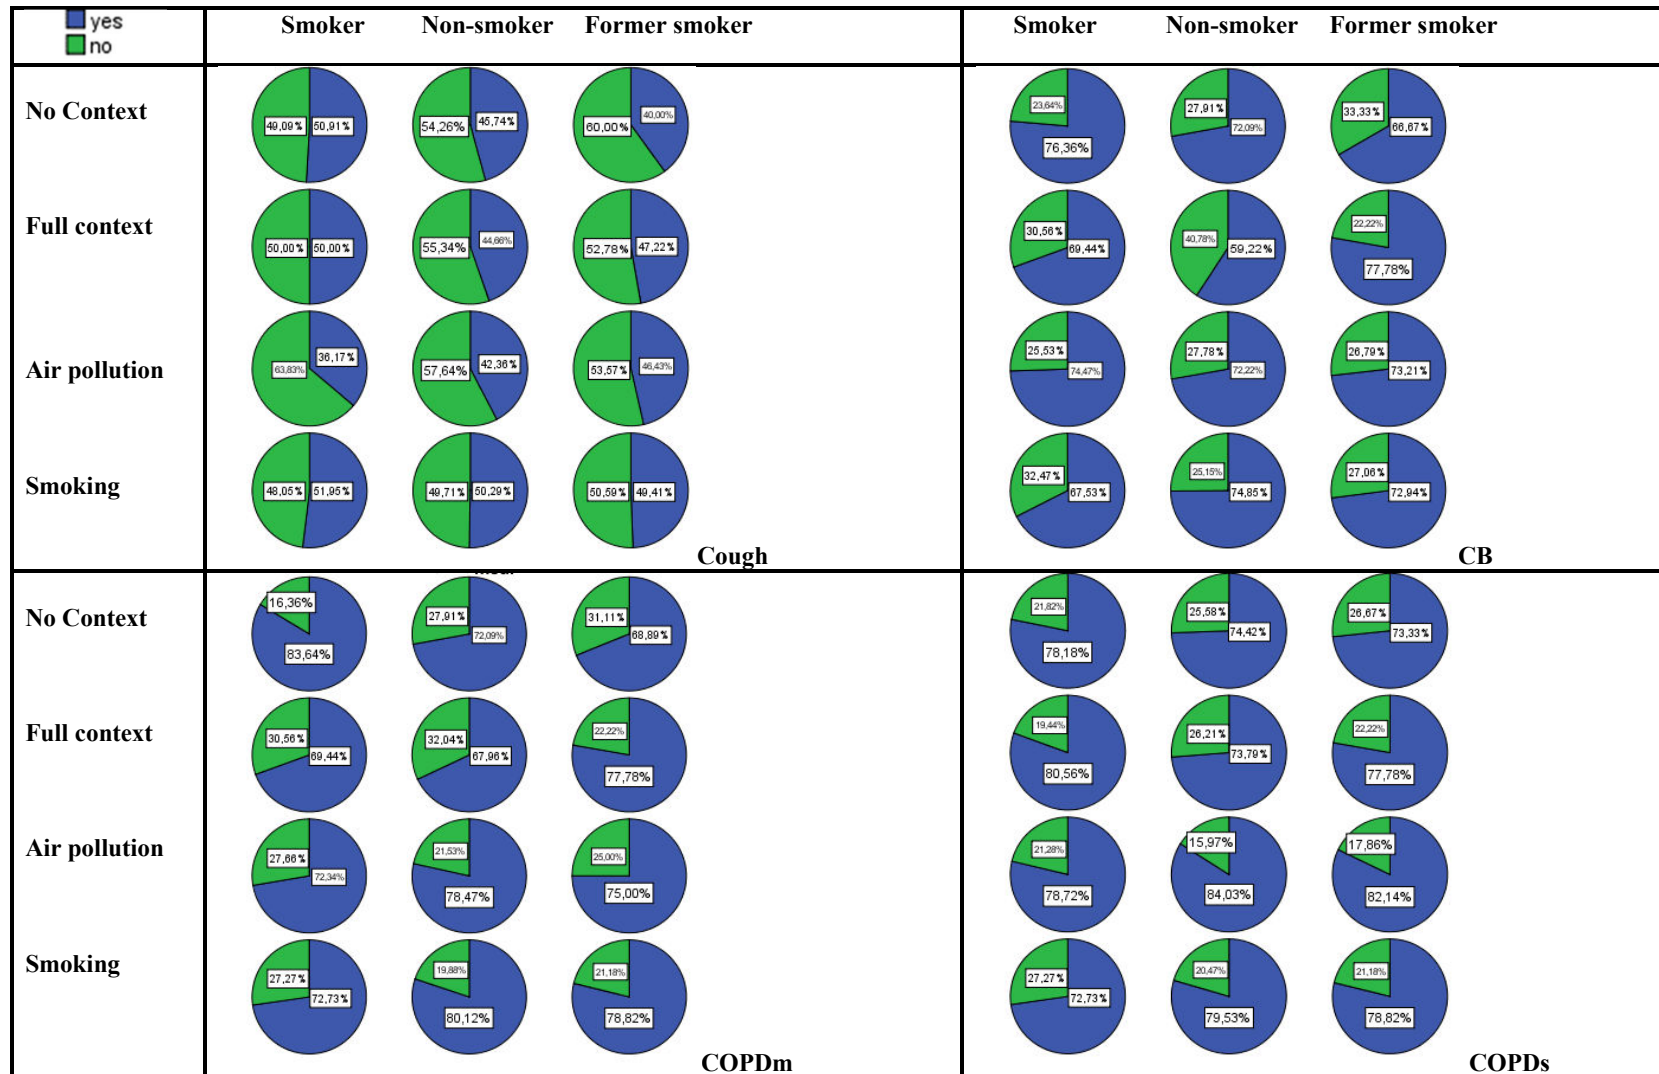 yes
no
Smoker Non-smoker Former smoker
Smoker Non-smoker Former smoker
No Context
49,09% 50,91% 54,26% 45,74% 60,00% 40,00%
23,64% 76,36% 27,91% 72,09% 33,33% 66,67%
Full context
50,00% 50,00% 55,34% 44,66% 52,78% 47,22%
30,56% 69,44% 40,78% 59,22% 22,22% 77,78%
Air pollution
63,83% 36,17% 57,64% 42,36% 53,57% 46,43%
25,53% 74,47% 27,78% 72,22% 26,79% 73,21%
Smoking
48,05% 51,95% 49,71% 50,29% 50,59% 49,41%
32,47% 67,53% 25,15% 74,85% 27,06% 72,94%
Cough
CB
No Context
16,36% 83,64% 27,91% 72,09% 31,11% 68,89%
21,82% 78,18% 25,58% 74,42% 26,67% 73,33%
Full context
30,56% 69,44% 32,04% 67,96% 22,22% 77,78%
19,44% 80,56% 26,21% 73,79% 22,22% 77,78%
Air pollution
27,66% 72,34% 21,53% 78,47% 25,00% 75,00%
21,28% 78,72% 15,97% 84,03% 17,86% 82,14%
Smoking
27,27% 72,73% 19,88% 80,12% 21,18% 78,82%
27,27% 72,73% 20,47% 79,53% 21,18% 78,82%
COPDm
COPDs